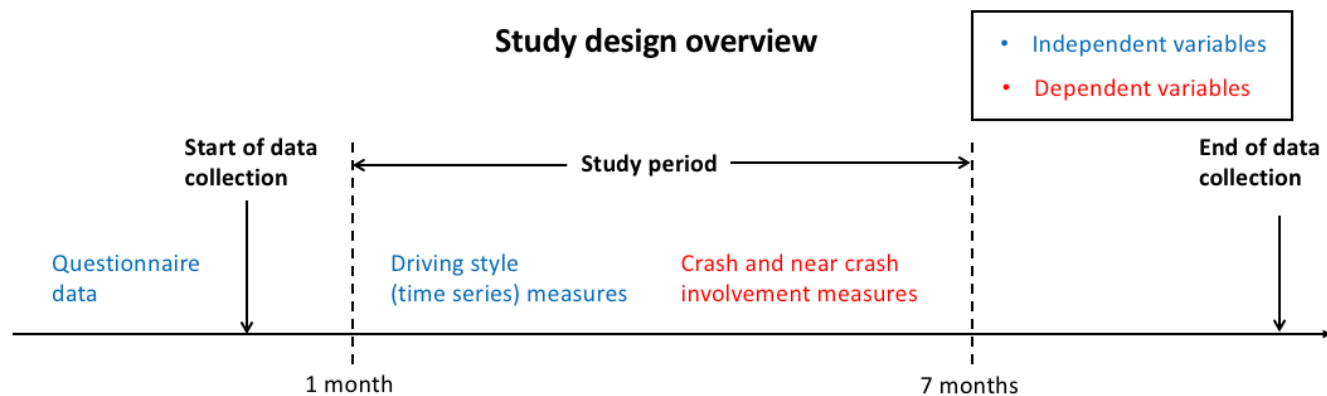 Study design overview
• Independent variables
• Dependent variables
Start of data
collection
Study period
End of data
collection
Questionnaire
data
Driving style
(time series) measures
Crash and near crash
involvement measures
1 month
7 months